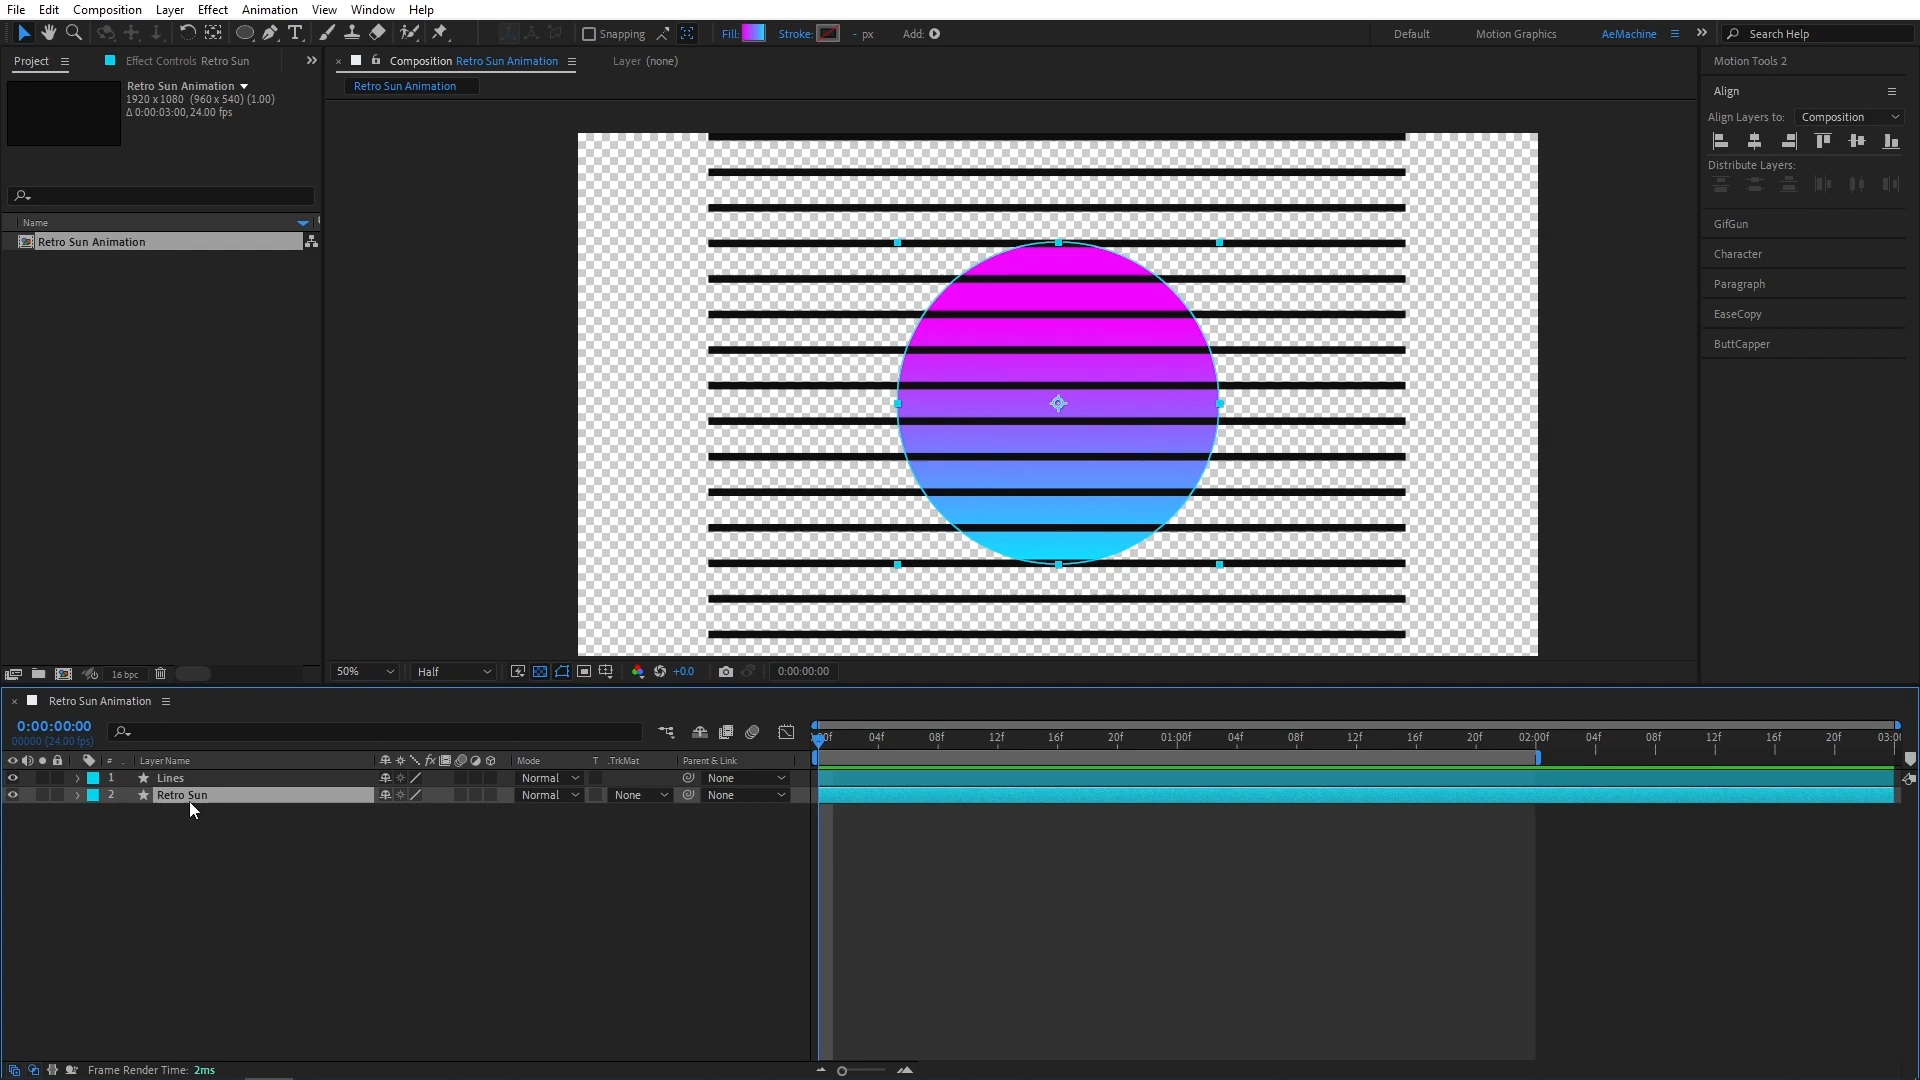 File Edit Composition Layer Effect Animation View Window Help
Snapping Fill: Stroke: - px Add: Default Motion Graphics AeMachine Search Help
Project Effect Controls Retro Sun Composition Retro Sun Animation Layer (none) Motion Tools 2
Retro Sun Animation
Retro Sun Animation
1920 x 1080 (960 x 540) (1.00)
Δ 0:00:03:00, 24.00 fps
Align
Align Layers to: Composition
Distribute Layers:
Name
Retro Sun Animation
GifGun
Character
Paragraph
EaseCopy
ButtCapper
16 bpc
50% Half +0.0 0:00:00:00
Retro Sun Animation
0:00:00:00
00000 (24.00 fps)
04f 08f 12f 16f 20f 01:00f 04f 08f 12f 16f 20f 02:00f 04f 08f 12f 16f 20f
# Layer Name fx Mode T .TrkMat Parent & Link
1 Lines Normal None
2 Retro Sun Normal None None
Frame Render Time: 2ms